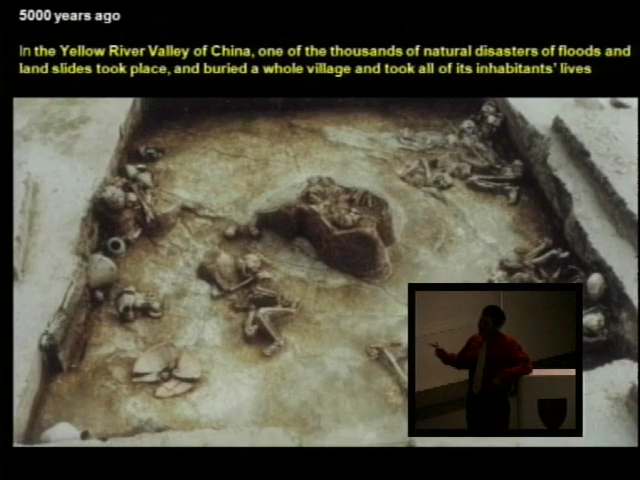 5000 years ago
In the Yellow River Valley of China, one of the thousands of natural disasters of floods and
land slides took place, and buried a whole village and took all of its inhabitants' lives